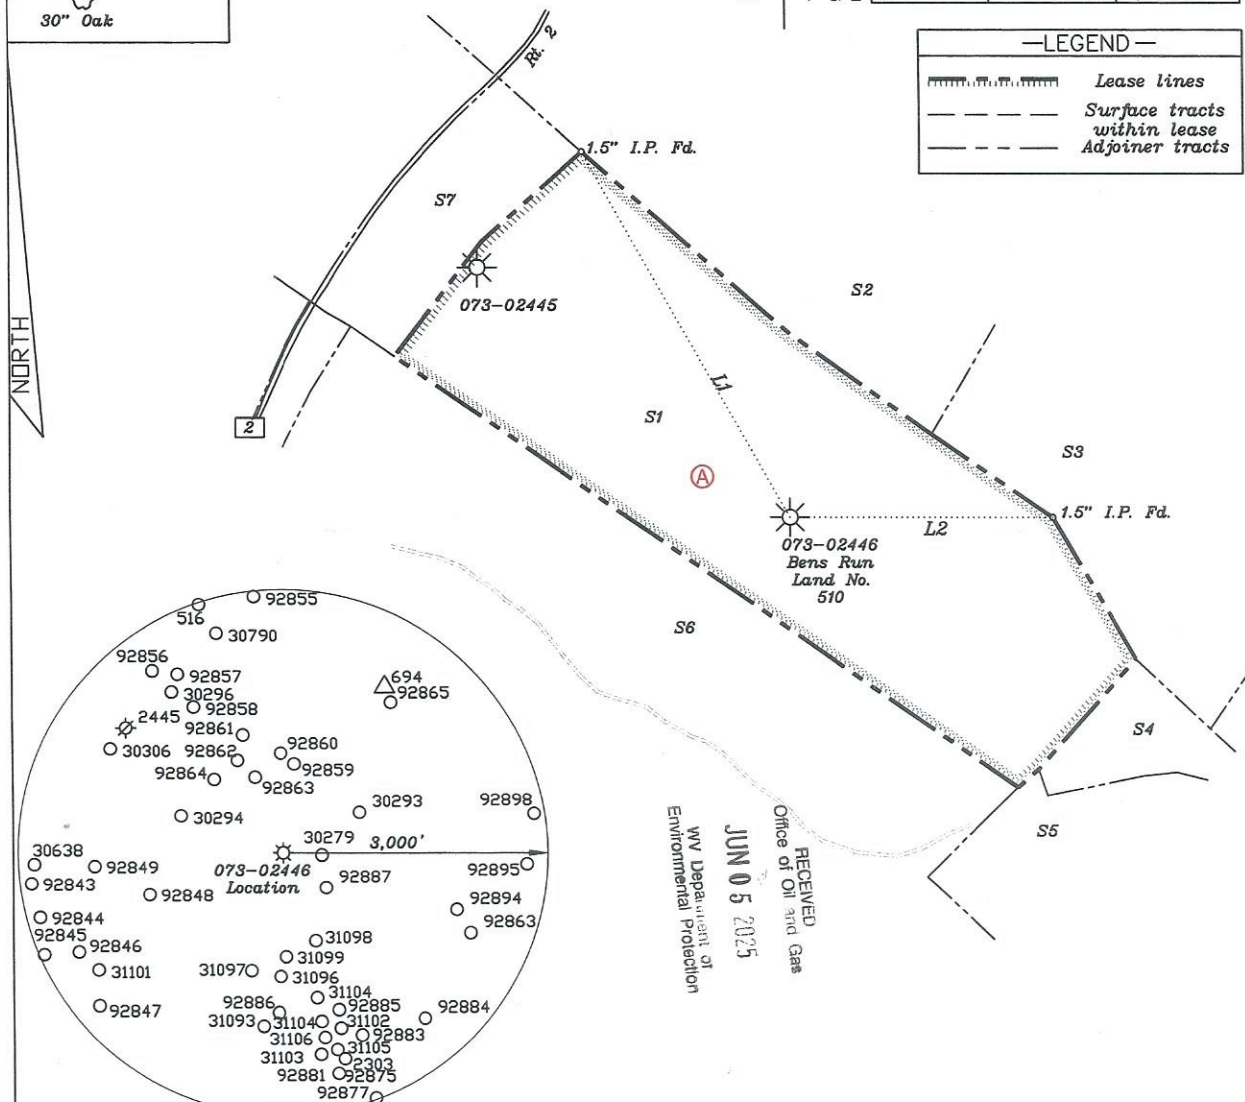 30" Oak
—LEGEND—
Lease lines
Surface tracts
within lease
Adjoiner tracts
Rt. 2
1.5" I.P. Fd.
S7
073-02445
S2
NORTH
L1
2
S1
S3
A
1.5" I.P. Fd.
L2
073-02446
Bens Run
Land No.
510
S6
S4
S5
92855
516
30790
92856
92857
30296
92858
694
92865
2445
92861
30306
92862
92860
92859
92864
92863
30293
92898
30294
30279
3,000'
30638
92849
073-02446
Location
92895
92843
92848
92887
92844
92894
92845
92846
92863
31098
31101
31097
31099
31096
92847
31104
92886
92885
92884
31093
31104
31102
92883
31106
31105
31103
2303
92881
92875
92877
RECEIVED
Office of Oil and Gas
JUN 05 2025
WV Department of
Environmental Protection